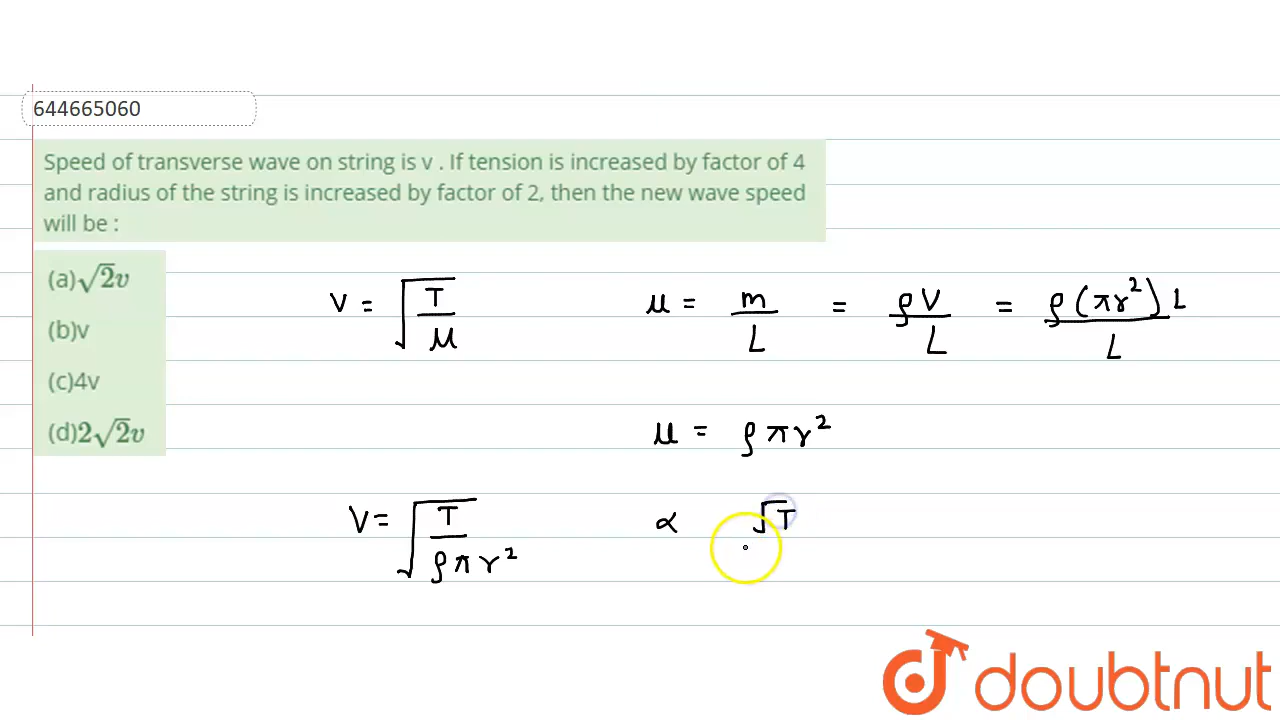 644665060
Speed of transverse wave on string is v . If tension is increased by factor of 4
and radius of the string is increased by factor of 2, then the new wave speed
will be :
(a)√2v
(b)v
(c)4v
(d)2√2v
V = √(T/μ)
μ = m/L = ρV/L = ρ(πr²)L/L
μ = ρπr²
V = √(T/ρπr²) ∝ √T
doubtnut